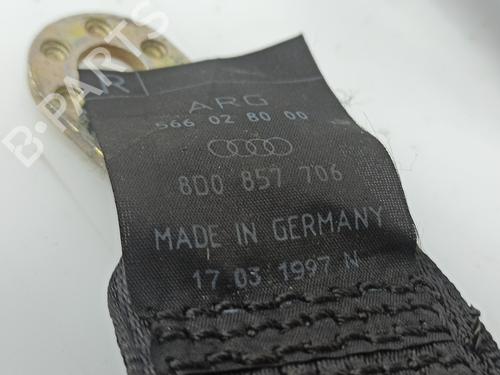 R
ARG
566 02 80 00
8D0 857 706
MADE IN GERMANY
17 03 1997 N
B-PARTS